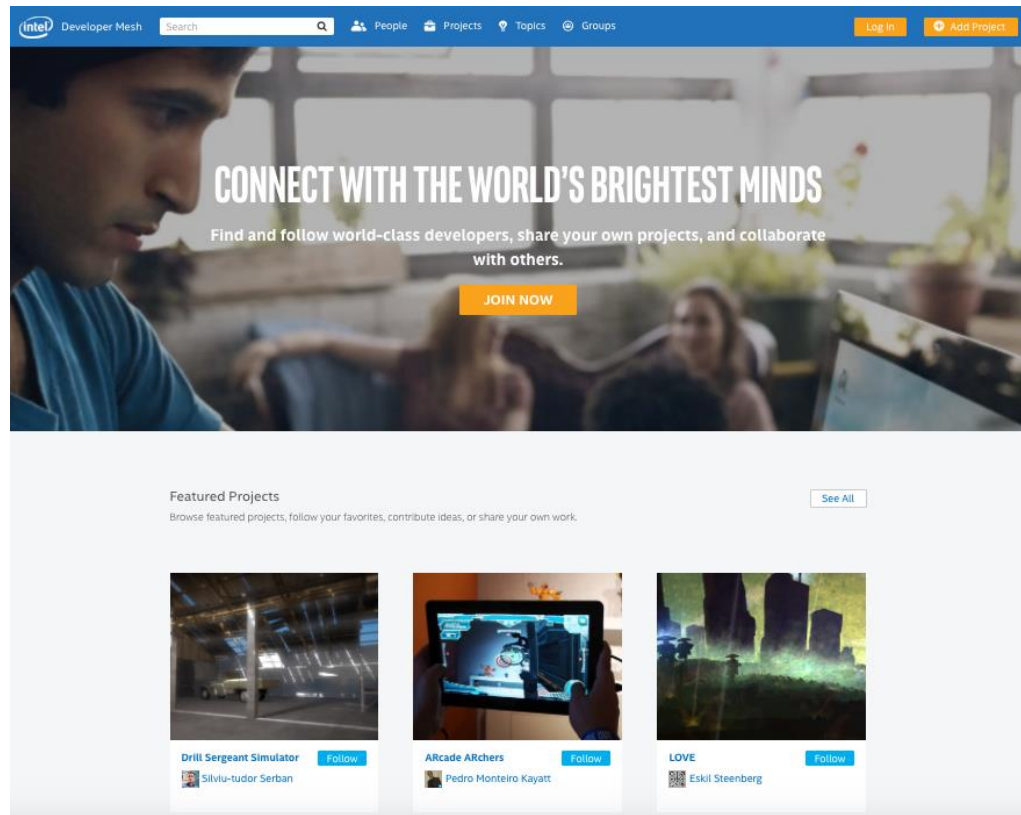 intel Developer Mesh Search People Projects Topics Groups Log In Add Project
CONNECT WITH THE WORLD'S BRIGHTEST MINDS
Find and follow world-class developers, share your own projects, and collaborate
with others.
JOIN NOW
Featured Projects See All
Browse featured projects, follow your favorites, contribute ideas, or share your own work.
Drill Sergeant Simulator Follow
Silviu-tudor Serban
ARcade ARchers Follow
Pedro Monteiro Kayatt
LOVE Follow
Eskil Steenberg